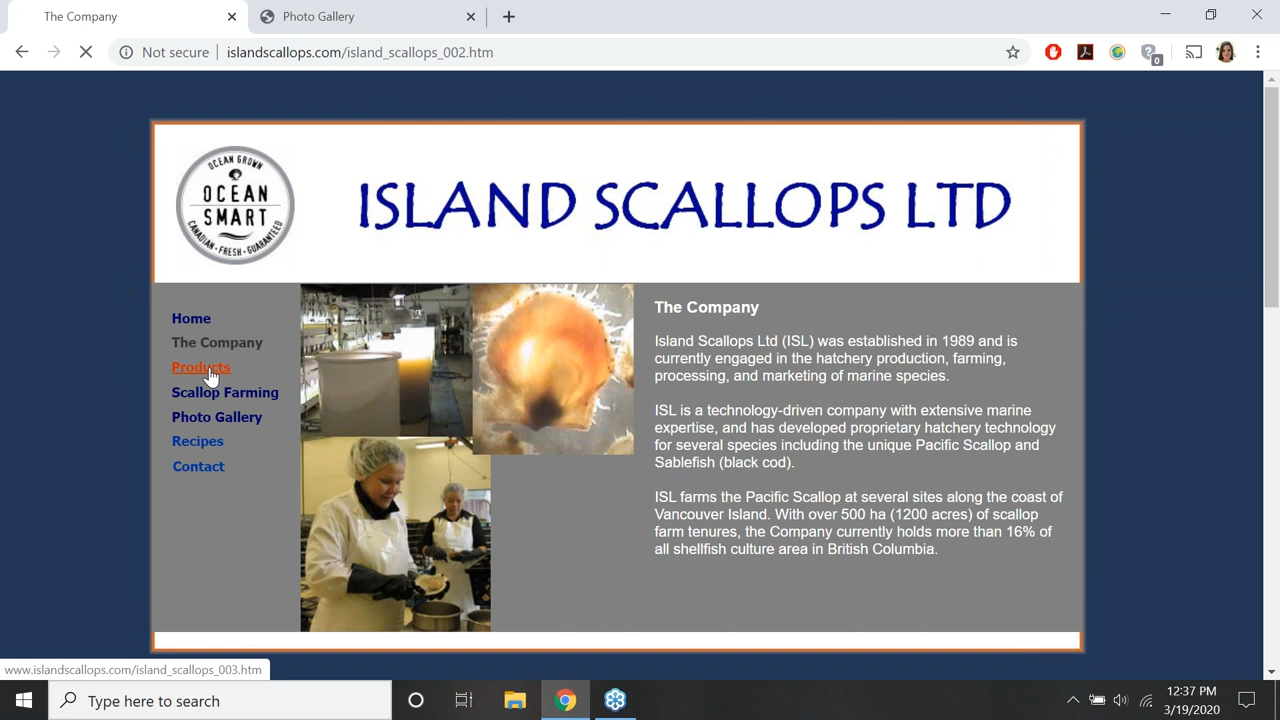 The Company
Photo Gallery
Not secure
islandscallops.com/island_scallops_002.htm
0
OCEAN GROWN
OCEAN
SMART
CANADIAN • FRESH • GUARANTEED
ISLAND SCALLOPS LTD
Home
The Company
Products
Scallop Farming
Photo Gallery
Recipes
Contact
The Company
Island Scallops Ltd (ISL) was established in 1989 and is
currently engaged in the hatchery production, farming,
processing, and marketing of marine species.
ISL is a technology-driven company with extensive marine
expertise, and has developed proprietary hatchery technology
for several species including the unique Pacific Scallop and
Sablefish (black cod).
ISL farms the Pacific Scallop at several sites along the coast of
Vancouver Island. With over 500 ha (1200 acres) of scallop
farm tenures, the Company currently holds more than 16% of
all shellfish culture area in British Columbia.
www.islandscallops.com/island_scallops_003.htm
Type here to search
12:37 PM
3/19/2020